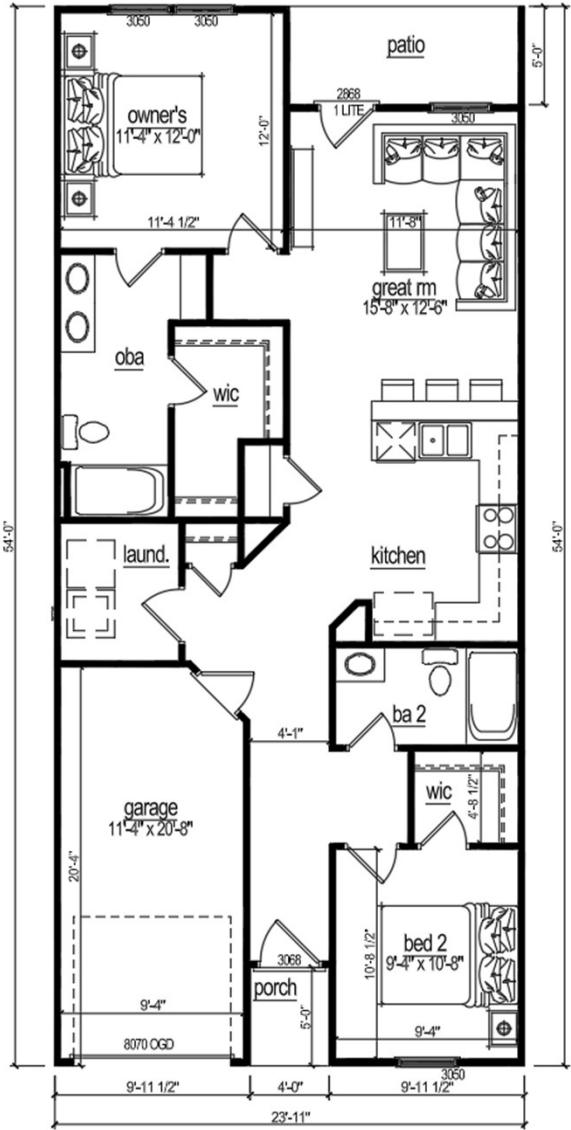 3050 3050
patio
5'-0"
2868
1 LITE
3050
owner's
11'-4" x 12'-0"
12'-0"
11'-4 1/2"
11'-8"
great rm
15'-8" x 12'-6"
oba
wic
54'-0"
54'-0"
laund.
kitchen
ba 2
4'-1"
wic
4'-8 1/2"
garage
11'-4" x 20'-8"
20'-4"
bed 2
9'-4" x 10'-8"
10'-8 1/2"
3068
porch
5'-0"
9'-4"
9'-4"
8070 OGD
3050
9'-11 1/2" 4'-0" 9'-11 1/2"
23'-11"